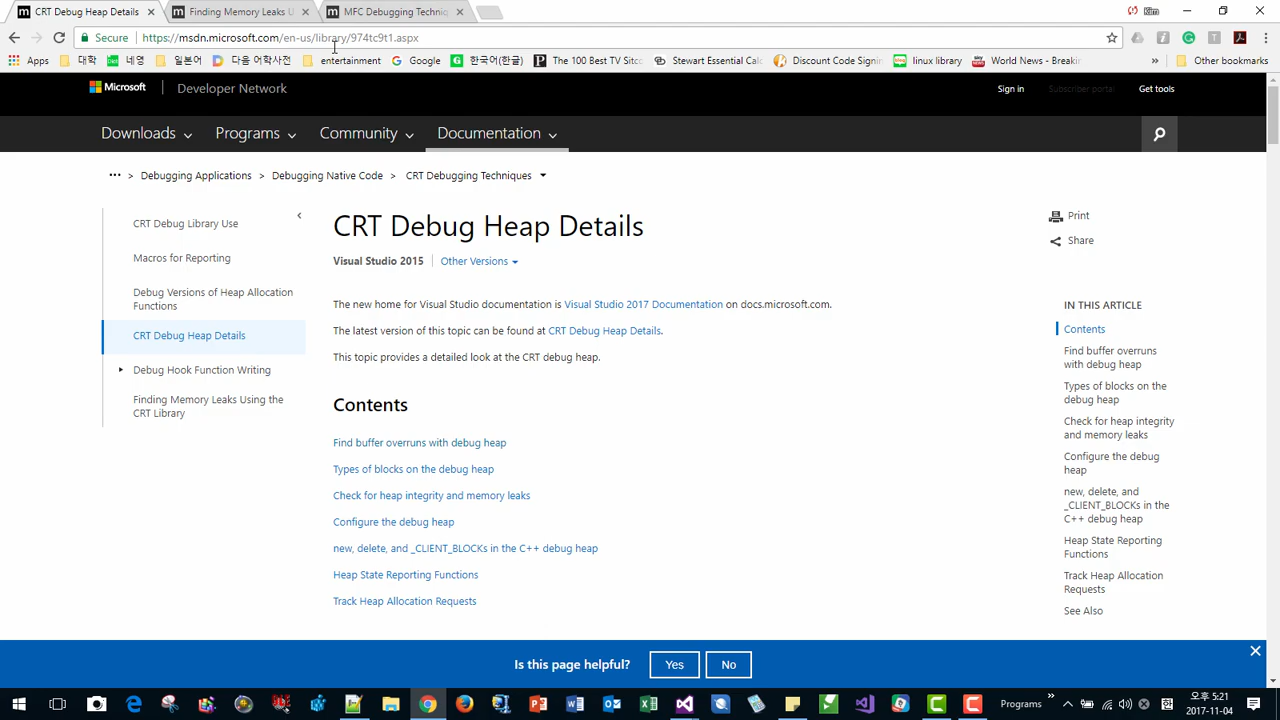 CRT Debug Heap Details
Finding Memory Leaks U
MFC Debugging Techniq
Secure
https://msdn.microsoft.com/en-us/library/974tc9t1.aspx
Apps
대학
네영
일본어
다음 어학사전
entertainment
Google
한국어(한글)
The 100 Best TV Sito
Stewart Essential Calc
Discount Code Signin
linux library
World News - Breakin
Other bookmarks
Microsoft
Developer Network
Sign in
Subscriber portal
Get tools
Downloads
Programs
Community
Documentation
... > Debugging Applications > Debugging Native Code > CRT Debugging Techniques
CRT Debug Library Use
Macros for Reporting
Debug Versions of Heap Allocation
Functions
CRT Debug Heap Details
Debug Hook Function Writing
Finding Memory Leaks Using the
CRT Library
CRT Debug Heap Details
Visual Studio 2015
Other Versions
The new home for Visual Studio documentation is Visual Studio 2017 Documentation on docs.microsoft.com.
The latest version of this topic can be found at CRT Debug Heap Details.
This topic provides a detailed look at the CRT debug heap.
Contents
Find buffer overruns with debug heap
Types of blocks on the debug heap
Check for heap integrity and memory leaks
Configure the debug heap
new, delete, and _CLIENT_BLOCKs in the C++ debug heap
Heap State Reporting Functions
Track Heap Allocation Requests
Print
Share
IN THIS ARTICLE
Contents
Find buffer overruns
with debug heap
Types of blocks on the
debug heap
Check for heap integrity
and memory leaks
Configure the debug
heap
new, delete, and
_CLIENT_BLOCKs in the
C++ debug heap
Heap State Reporting
Functions
Track Heap Allocation
Requests
See Also
Is this page helpful?
Yes
No
Programs
오후 5:21
2017-11-04